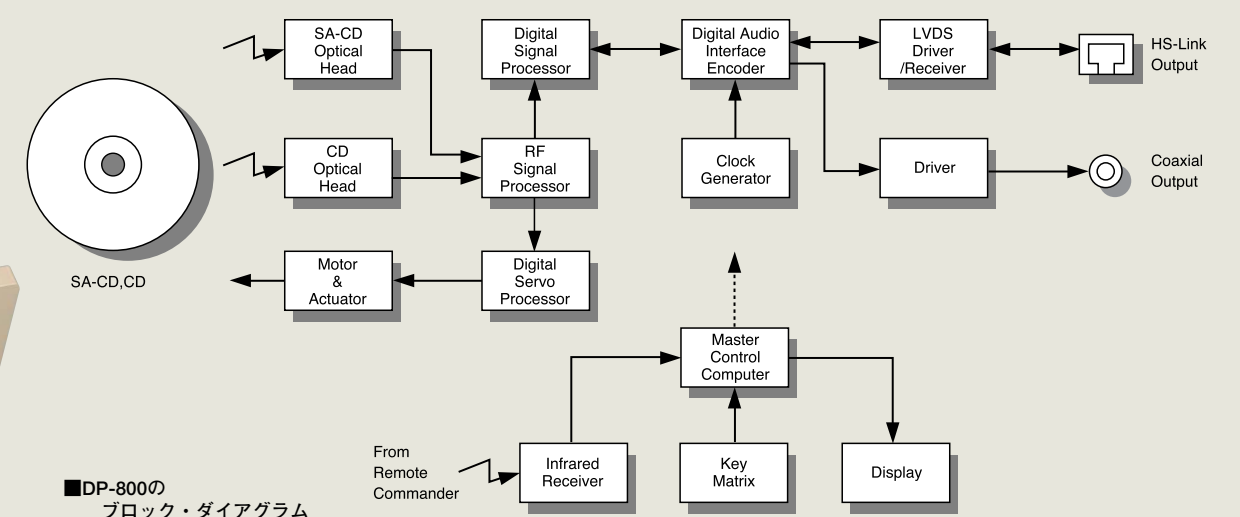 SA-CD
Optical
Head
Digital
Signal
Processor
Digital Audio
Interface
Encoder
LVDS
Driver
/Receiver
HS-Link
Output
CD
Optical
Head
RF
Signal
Processor
Clock
Generator
Driver
Coaxial
Output
SA-CD,CD
Motor
&
Actuator
Digital
Servo
Processor
Master
Control
Computer
From
Remote
Commander
Infrared
Receiver
Key
Matrix
Display
■DP-800の
ブロック・ダイアグラム